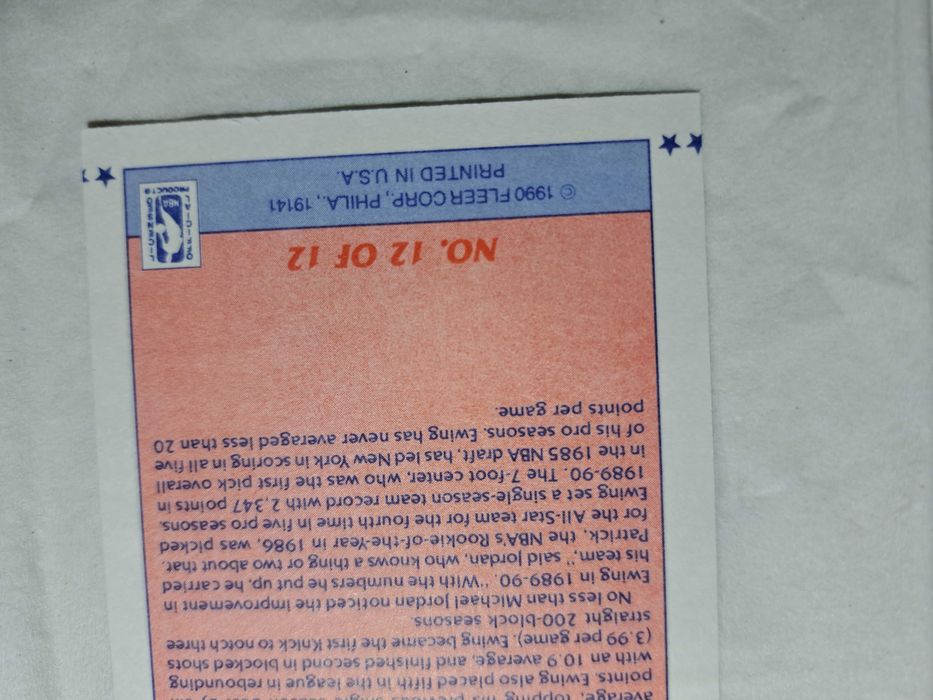 average, topping his previous single-season
points. Ewing also placed fifth in the league in rebounding
with an 10.9 average, and finished second in blocked shots
(3.99 per game). Ewing became the first Knick to notch three
straight 200-block seasons.
No less than Michael Jordan noticed the improvement in
Ewing in 1989-90. "With the numbers he put up, he carried
his team," said Jordan, who knows a thing or two about that.
Patrick, the NBA's Rookie-of-the-Year in 1986, was picked
for the All-Star team for the fourth time in five pro seasons.
Ewing set a single-season team record with 2,347 points in
1989-90. The 7-foot center, who was the first pick overall
in the 1985 NBA draft, has led New York in scoring in all five
of his pro seasons. Ewing has never averaged less than 20
points per game.
NO. 12 OF 12
© 1990 FLEER CORP., PHILA., 19141
PRINTED IN U.S.A.
OFFICIAL
NBA
LICENSED
PRODUCTS